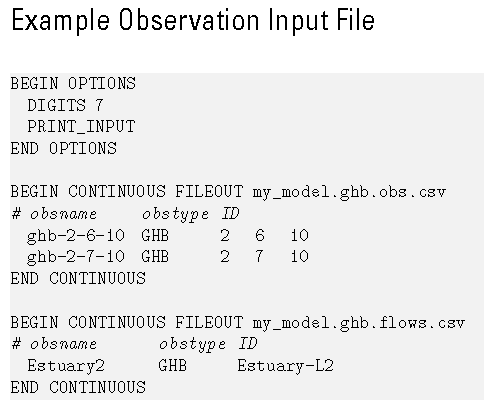 Example Observation Input File
BEGIN OPTIONS
DIGITS 7
PRINT_INPUT
END OPTIONS
BEGIN CONTINUOUS FILEOUT my_model.ghb.obs.csv
# obsname obstype ID
ghb-2-6-10 GHB 2 6 10
ghb-2-7-10 GHB 2 7 10
END CONTINUOUS
BEGIN CONTINUOUS FILEOUT my_model.ghb.flows.csv
# obsname obstype ID
Estuary2 GHB Estuary-L2
END CONTINUOUS